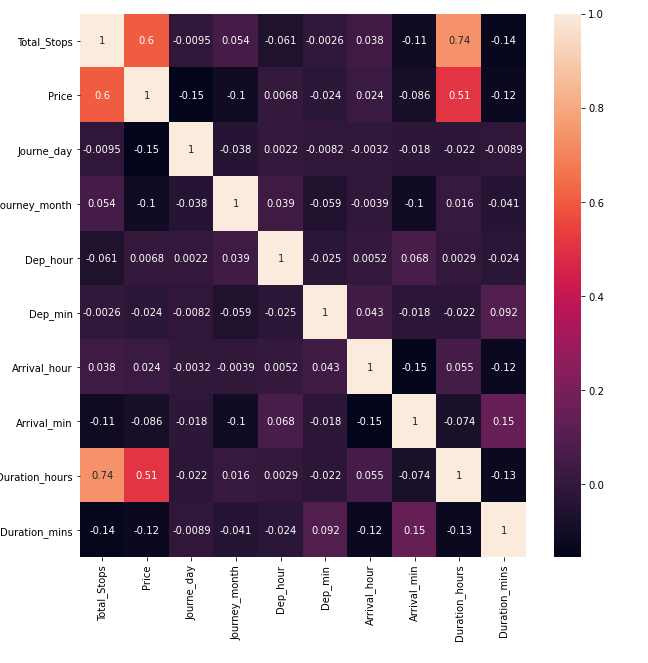 Total_Stops 1 0.6 -0.0095 0.054 -0.061 -0.0026 0.038 -0.11 0.74 -0.14
Price 0.6 1 -0.15 -0.1 0.0068 -0.024 0.024 -0.086 0.51 -0.12
Journe_day -0.0095 -0.15 1 -0.038 0.0022 -0.0082 -0.0032 -0.018 -0.022 -0.0089
ourney_month 0.054 -0.1 -0.038 1 0.039 -0.059 -0.0039 -0.1 0.016 -0.041
Dep_hour -0.061 0.0068 0.0022 0.039 1 -0.025 0.0052 0.068 0.0029 -0.024
Dep_min -0.0026 -0.024 -0.0082 -0.059 -0.025 1 0.043 -0.018 -0.022 0.092
Arrival_hour 0.038 0.024 -0.0032 -0.0039 0.0052 0.043 1 -0.15 0.055 -0.12
Arrival_min -0.11 -0.086 -0.018 -0.1 0.068 -0.018 -0.15 1 -0.074 0.15
Duration_hours 0.74 0.51 -0.022 0.016 0.0029 -0.022 0.055 -0.074 1 -0.13
Duration_mins -0.14 -0.12 -0.0089 -0.041 -0.024 0.092 -0.12 0.15 -0.13 1
Total_Stops
Price
Journe_day
Journey_month
Dep_hour
Dep_min
Arrival_hour
Arrival_min
Duration_hours
Duration_mins
1.0
0.8
0.6
0.4
0.2
0.0